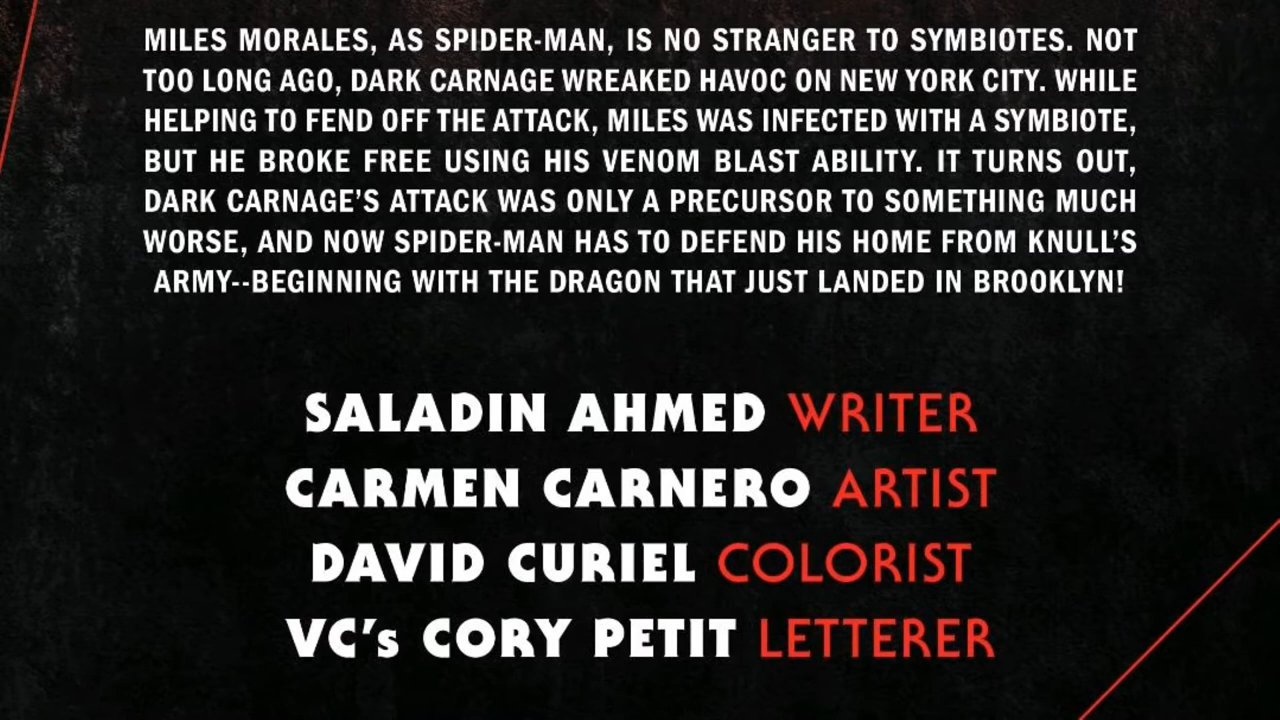 MILES MORALES, AS SPIDER-MAN, IS NO STRANGER TO SYMBIOTES. NOT
TOO LONG AGO, DARK CARNAGE WREAKED HAVOC ON NEW YORK CITY. WHILE
HELPING TO FEND OFF THE ATTACK, MILES WAS INFECTED WITH A SYMBIOTE,
BUT HE BROKE FREE USING HIS VENOM BLAST ABILITY. IT TURNS OUT,
DARK CARNAGE'S ATTACK WAS ONLY A PRECURSOR TO SOMETHING MUCH
WORSE, AND NOW SPIDER-MAN HAS TO DEFEND HIS HOME FROM KNULL'S
ARMY--BEGINNING WITH THE DRAGON THAT JUST LANDED IN BROOKLYN!
SALADIN AHMED WRITER
CARMEN CARNERO ARTIST
DAVID CURIEL COLORIST
VC's CORY PETIT LETTERER